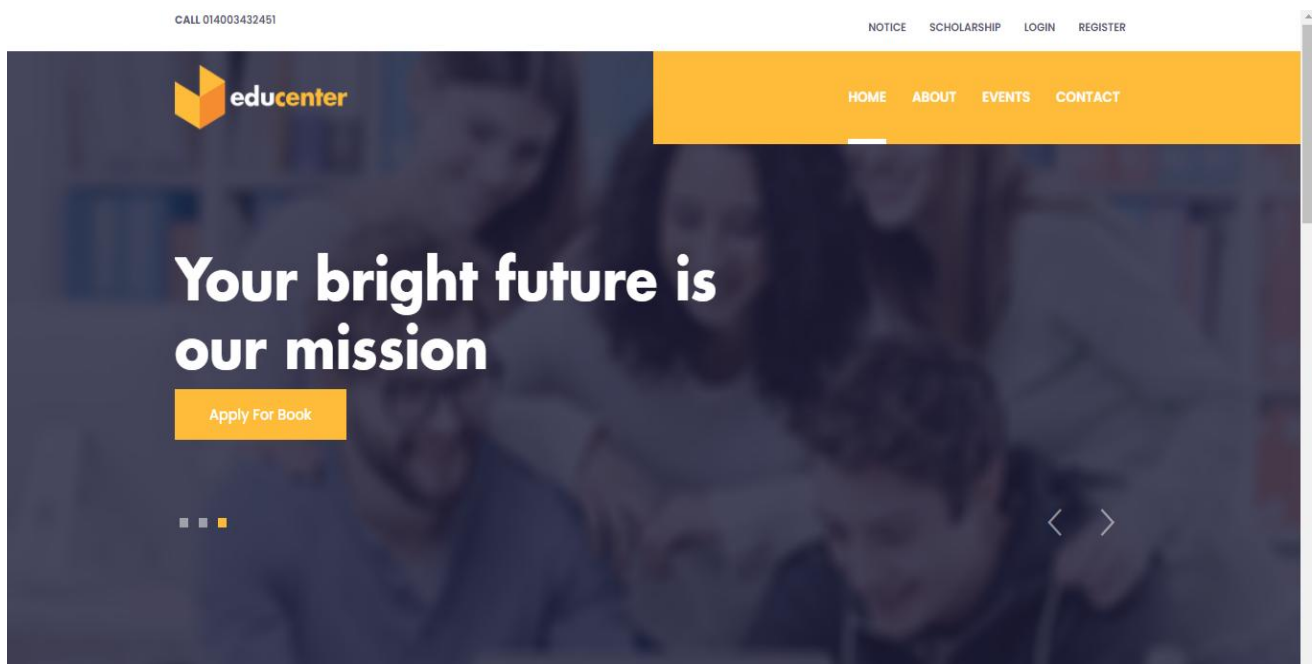 CALL 014003432451
NOTICE SCHOLARSHIP LOGIN REGISTER
educenter
HOME ABOUT EVENTS CONTACT
Your bright future is
our mission
Apply For Book